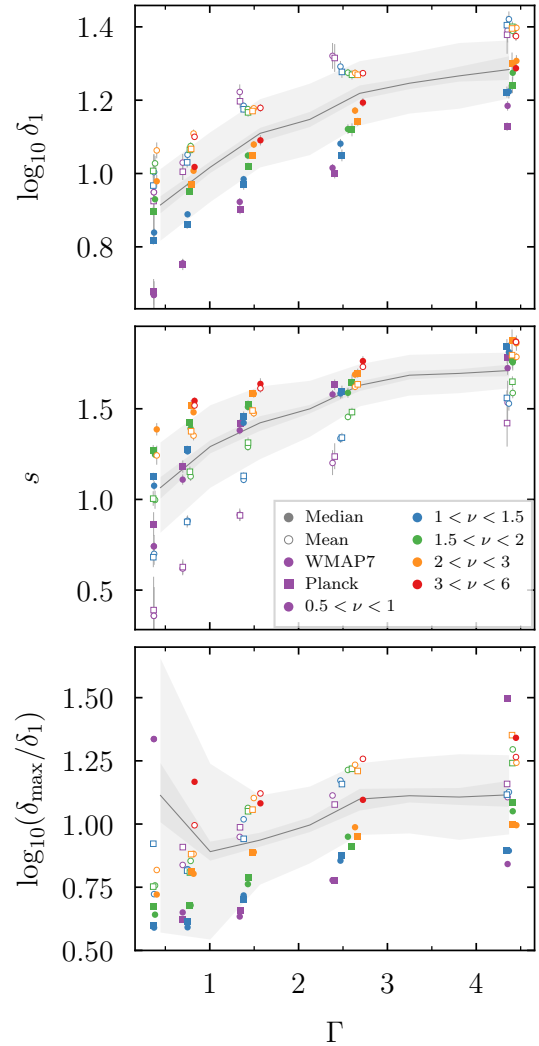 1.4
1.2
1.0
0.8
log₁₀ δ₁
1.5
1.0
0.5
s
Median
Mean
WMAP7
Planck
0.5 < ν < 1
1 < ν < 1.5
1.5 < ν < 2
2 < ν < 3
3 < ν < 6
1.50
1.25
1.00
0.75
0.50
log₁₀(δ_max/δ₁)
1 2 3 4
Γ